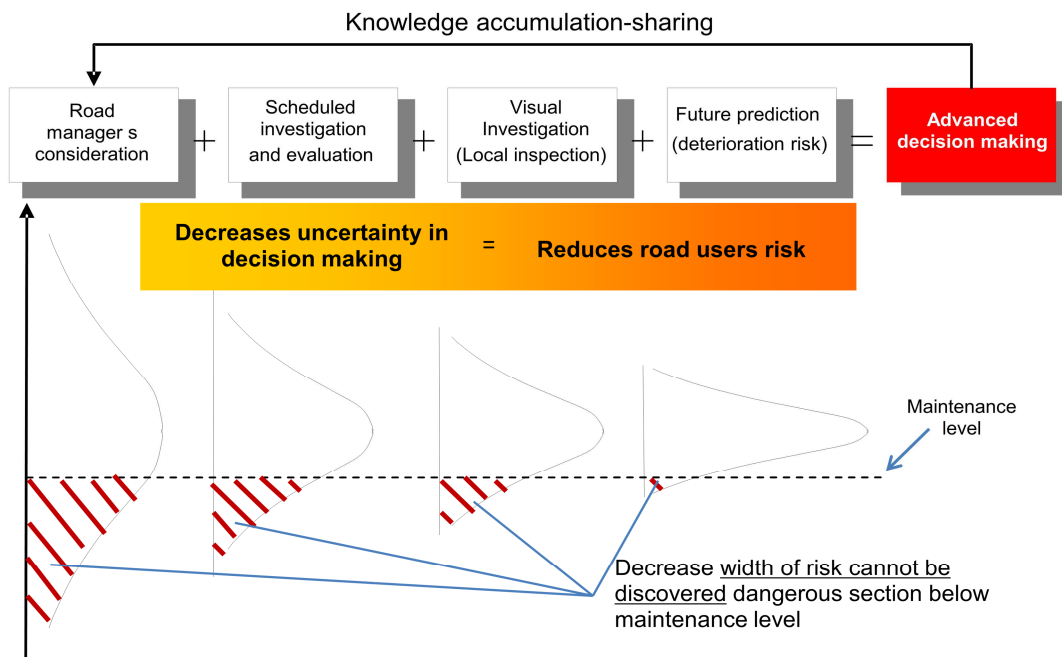 Knowledge accumulation-sharing
Road
manager s
consideration
+
Scheduled
investigation
and evaluation
+
Visual
Investigation
(Local inspection)
+
Future prediction
(deterioration risk)
=
Advanced
decision making
Decreases uncertainty in
decision making
=
Reduces road users risk
Maintenance
level
Decrease width of risk cannot be
discovered dangerous section below
maintenance level